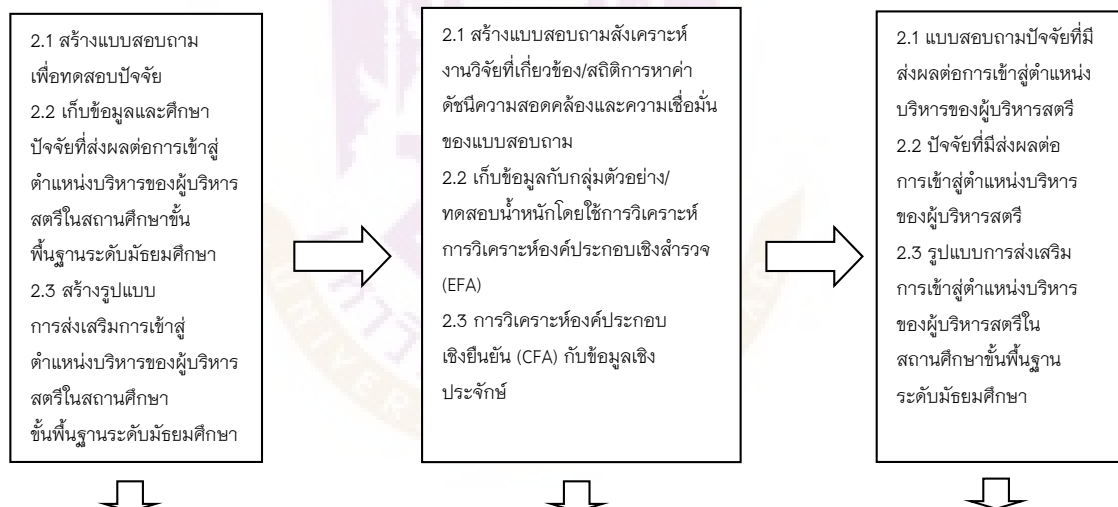 2.1 สร้างแบบสอบถาม
เพื่อทดสอบปัจจัย
2.2 เก็บข้อมูลและศึกษา
ปัจจัยที่ส่งผลต่อการเข้าสู่
ตำแหน่งบริหารของผู้บริหาร
สตรีในสถานศึกษาขั้น
พื้นฐานระดับมัธยมศึกษา
2.3 สร้างรูปแบบ
การส่งเสริมการเข้าสู่
ตำแหน่งบริหารของผู้บริหาร
สตรีในสถานศึกษา
ขั้นพื้นฐานระดับมัธยมศึกษา
2.1 สร้างแบบสอบถามสังเคราะห์
งานวิจัยที่เกี่ยวข้อง/สถิติการหาค่า
ดัชนีความสอดคล้องและความเชื่อมั่น
ของแบบสอบถาม
2.2 เก็บข้อมูลกับกลุ่มตัวอย่าง/
ทดสอบน้ำหนักโดยใช้การวิเคราะห์
การวิเคราะห์องค์ประกอบเชิงสำรวจ
(EFA)
2.3 การวิเคราะห์องค์ประกอบ
เชิงยืนยัน (CFA) กับข้อมูลเชิง
ประจักษ์
2.1 แบบสอบถามปัจจัยที่มี
ส่งผลต่อการเข้าสู่ตำแหน่ง
บริหารของผู้บริหารสตรี
2.2 ปัจจัยที่มีส่งผลต่อ
การเข้าสู่ตำแหน่งบริหาร
ของผู้บริหารสตรี
2.3 รูปแบบการส่งเสริม
การเข้าสู่ตำแหน่งบริหาร
ของผู้บริหารสตรีใน
สถานศึกษาขั้นพื้นฐาน
ระดับมัธยมศึกษา